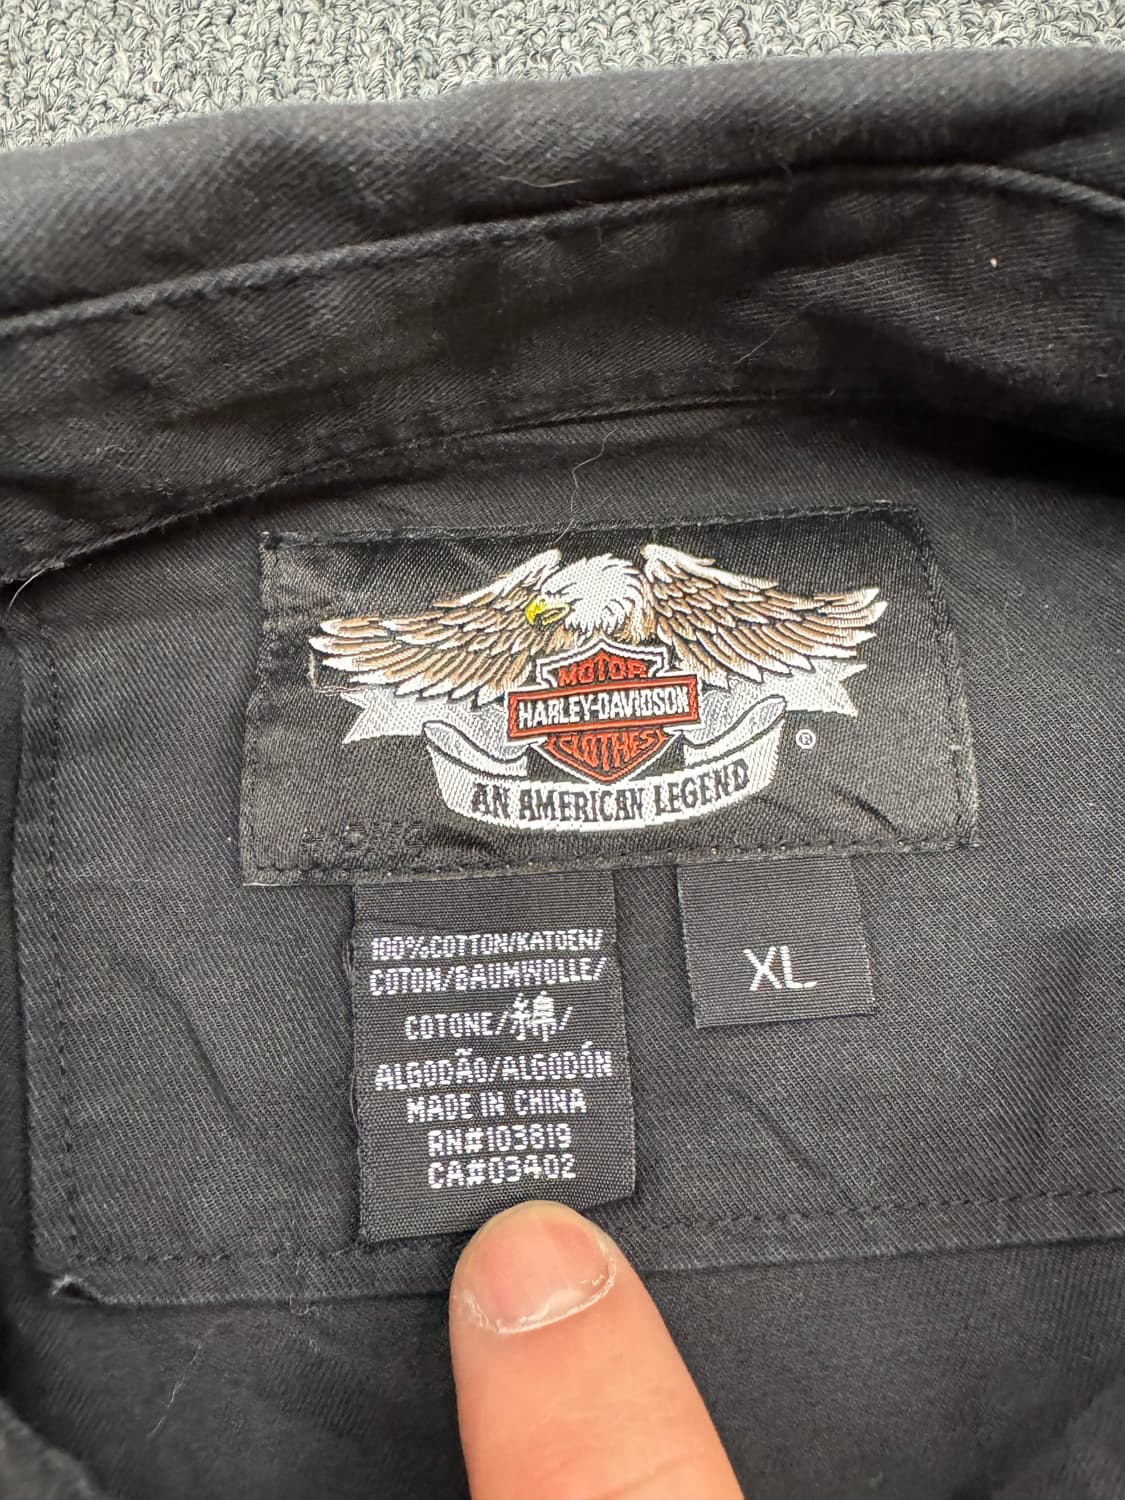 MOTOR
HARLEY-DAVIDSON
CLOTHES
AN AMERICAN LEGEND
®
100%COTTON/KATOEN/
COTON/BAUMWOLLE/
COTONE/綿/
ALGODÃO/ALGODÓN
MADE IN CHINA
RN#103819
CA#03402
XL